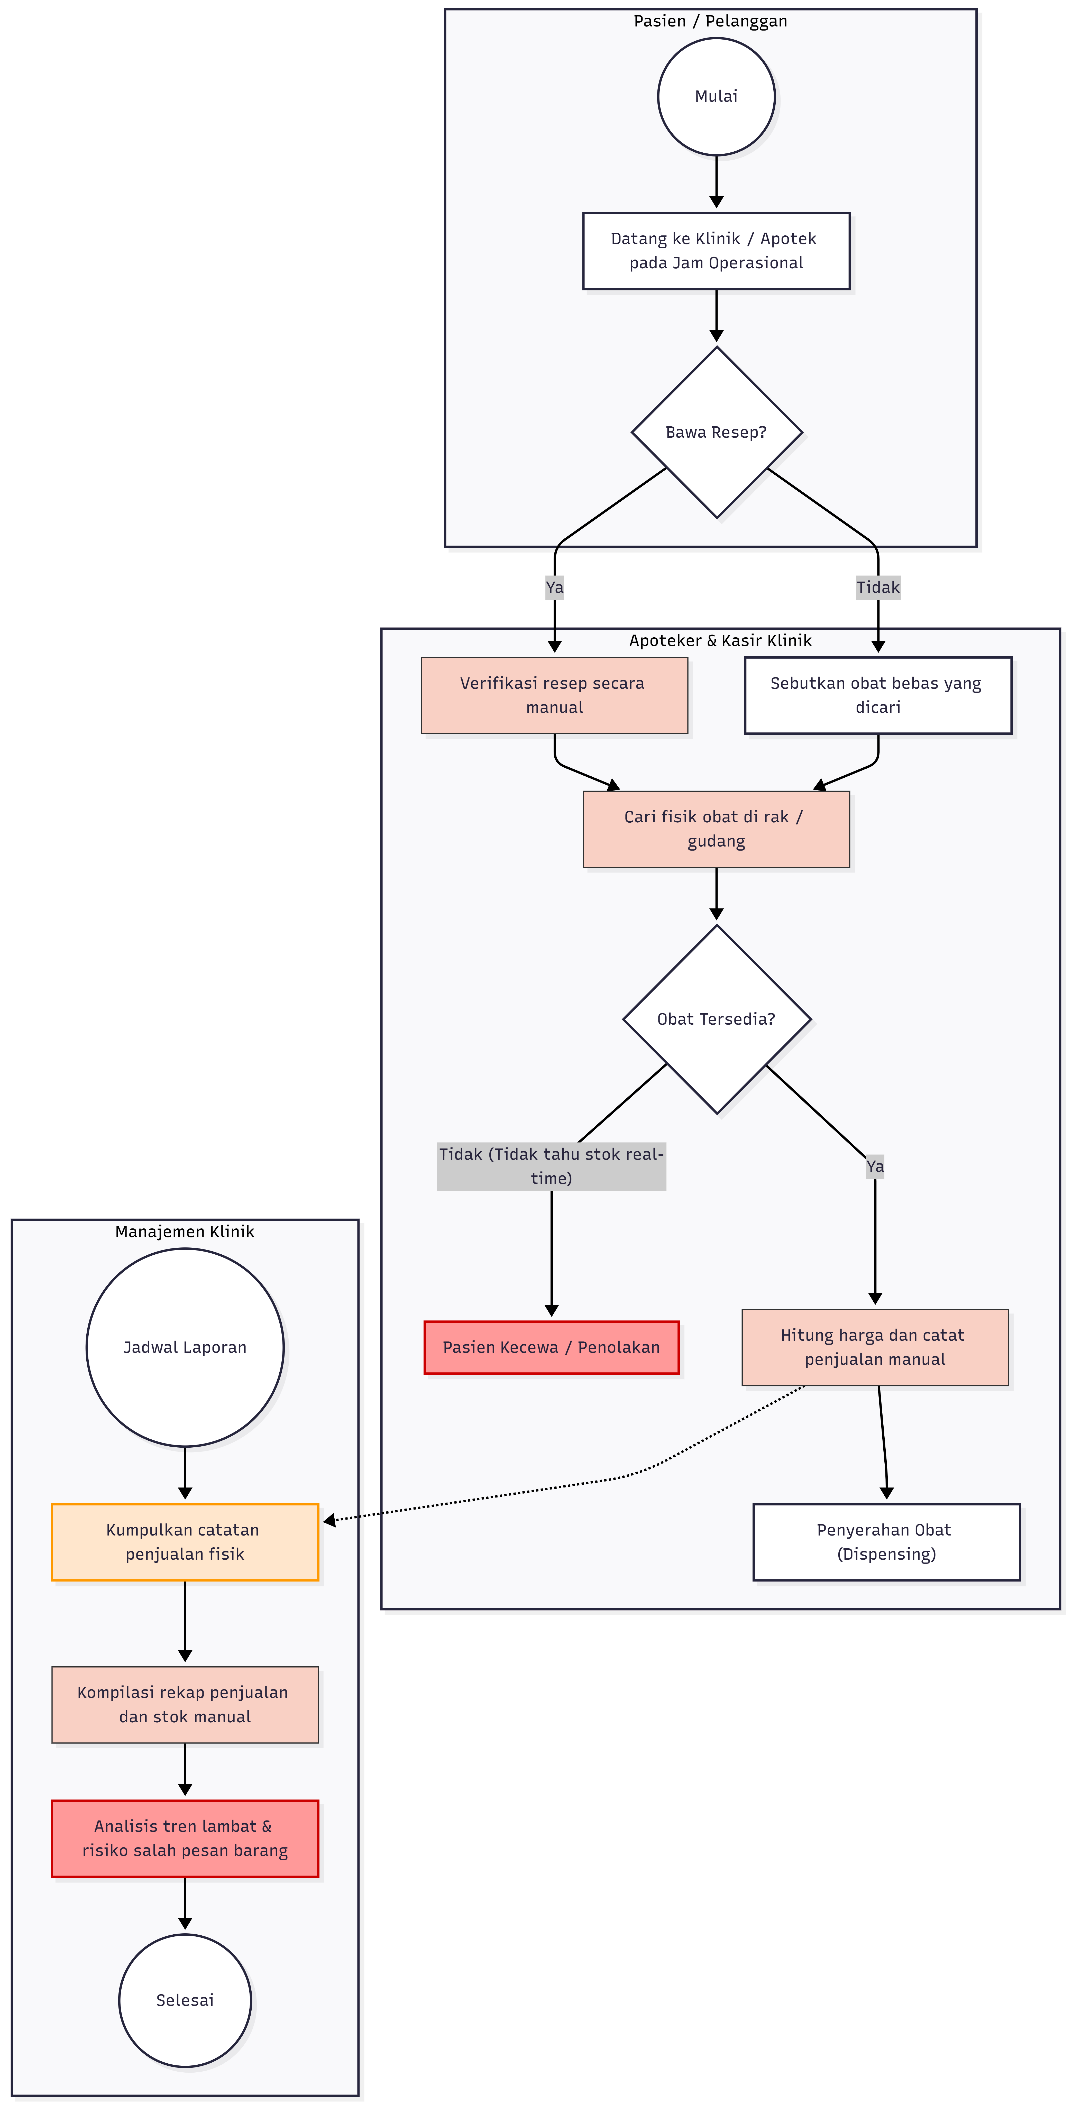 Pasien / Pelanggan
Mulai
Datang ke Klinik / Apotek
pada Jam Operasional
Bawa Resep?
Ya
Tidak
Apoteker & Kasir Klinik
Verifikasi resep secara
manual
Sebutkan obat bebas yang
dicari
Cari fisik obat di rak /
gudang
Obat Tersedia?
Tidak (Tidak tahu stok real-
time)
Ya
Pasien Kecewa / Penolakan
Hitung harga dan catat
penjualan manual
Penyerahan Obat
(Dispensing)
Manajemen Klinik
Jadwal Laporan
Kumpulkan catatan
penjualan fisik
Kompilasi rekap penjualan
dan stok manual
Analisis tren lambat &
risiko salah pesan barang
Selesai